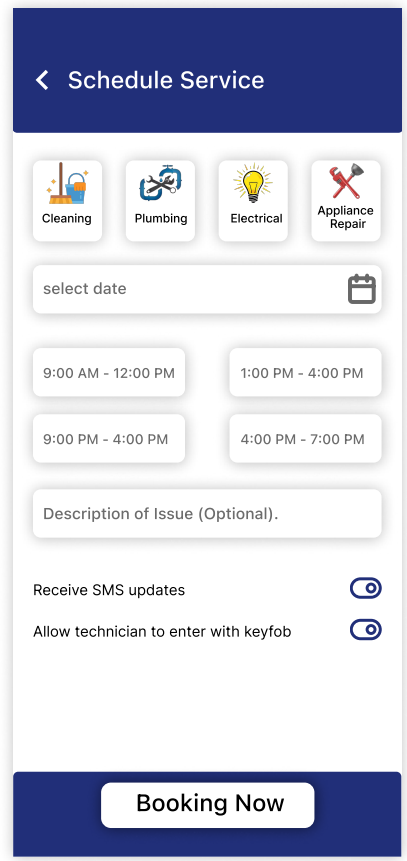 Schedule Service
Cleaning
Plumbing
Electrical
Appliance
Repair
select date
9:00 AM - 12:00 PM
1:00 PM - 4:00 PM
9:00 PM - 4:00 PM
4:00 PM - 7:00 PM
Description of Issue (Optional).
Receive SMS updates
Allow technician to enter with keyfob
Booking Now